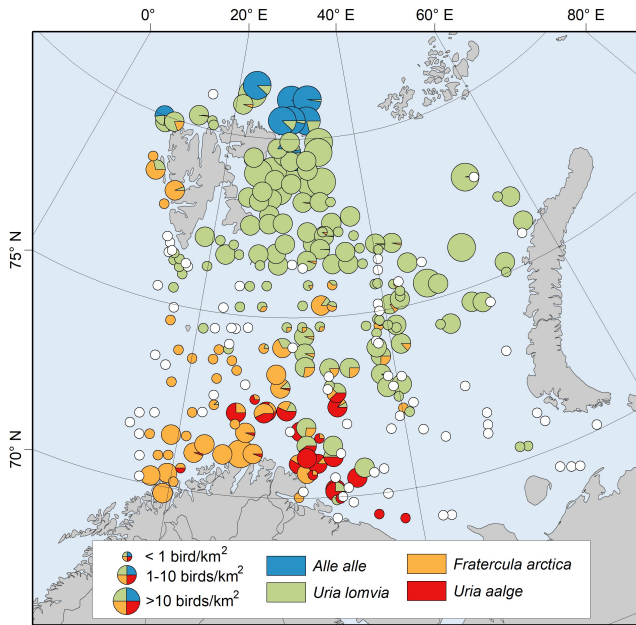 0° 20° E 40° E 60° E 80° E
75° N
70° N
< 1 bird/km²
1-10 birds/km²
>10 birds/km²
Alle alle
Uria lomvia
Fratercula arctica
Uria aalge